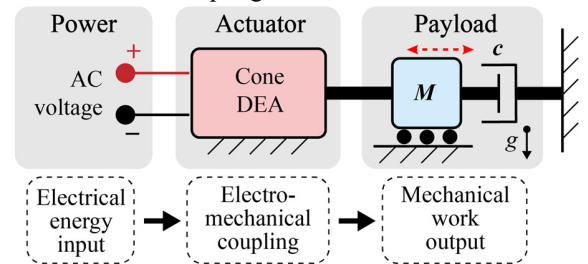 Power
Actuator
Payload
+
AC
voltage
−
Cone
DEA
M
c
g
Electrical
energy
input
Electro-
mechanical
coupling
Mechanical
work
output